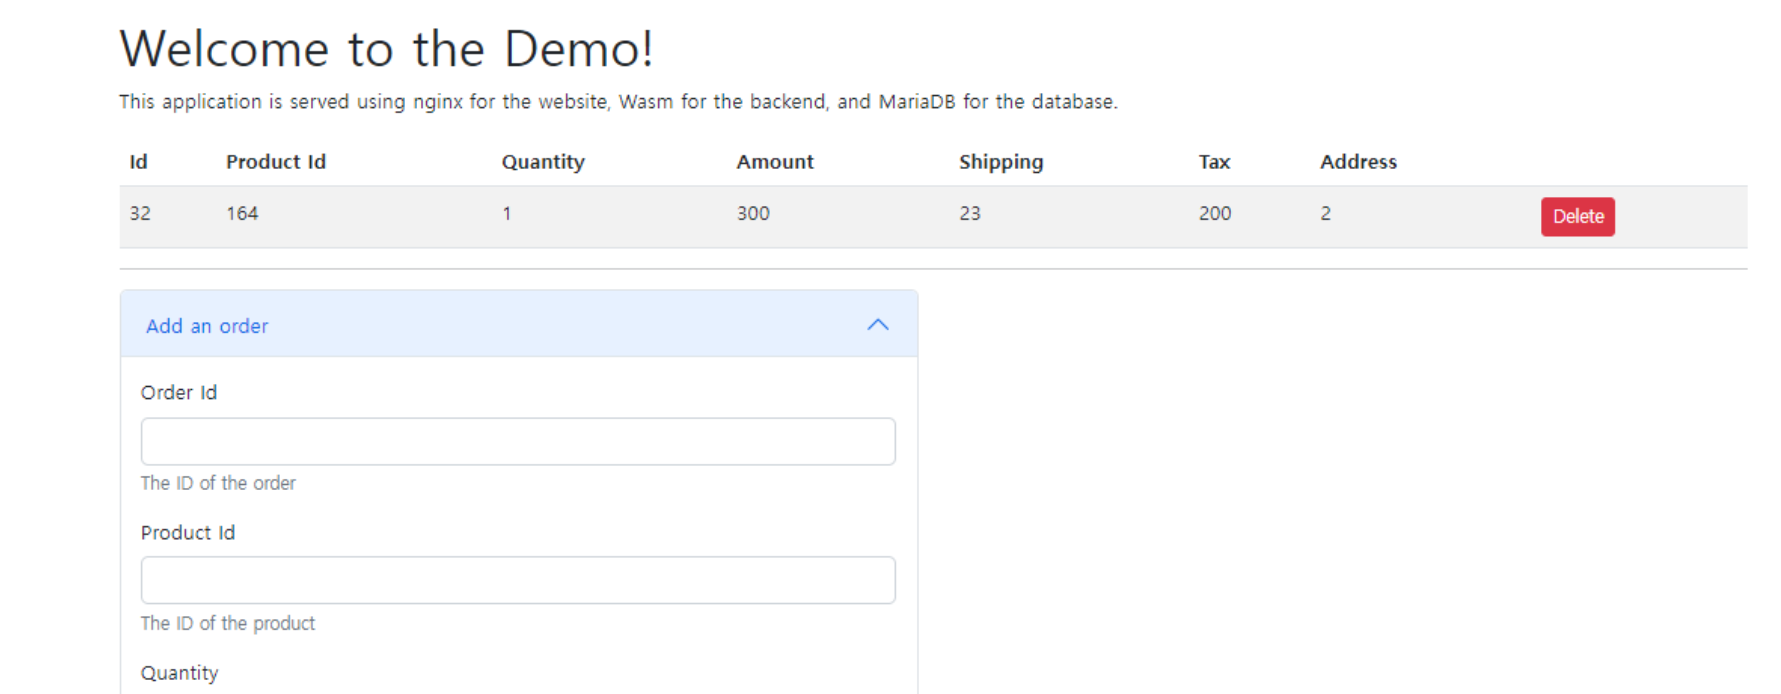 Welcome to the Demo!
This application is served using nginx for the website, Wasm for the backend, and MariaDB for the database.
Id Product Id Quantity Amount Shipping Tax Address
32 164 1 300 23 200 2 Delete
Add an order
Order Id
The ID of the order
Product Id
The ID of the product
Quantity